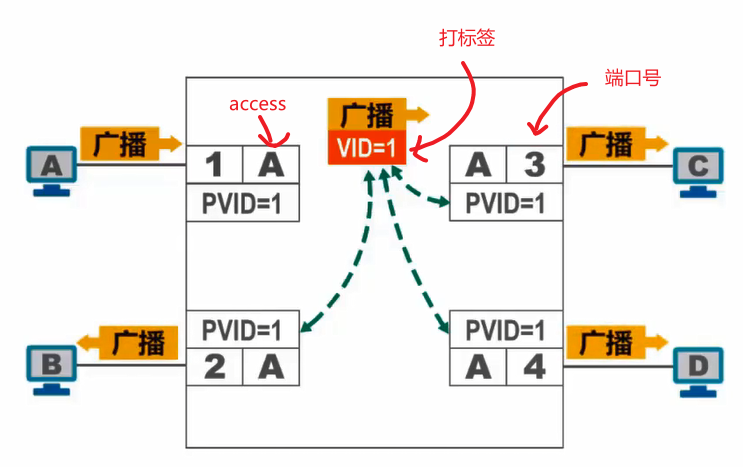 打标签
端口号
access
广播
A
广播
VID=1
广播
C
1 A
PVID=1
A 3
PVID=1
B
广播
PVID=1
2 A
PVID=1
A 4
广播
D